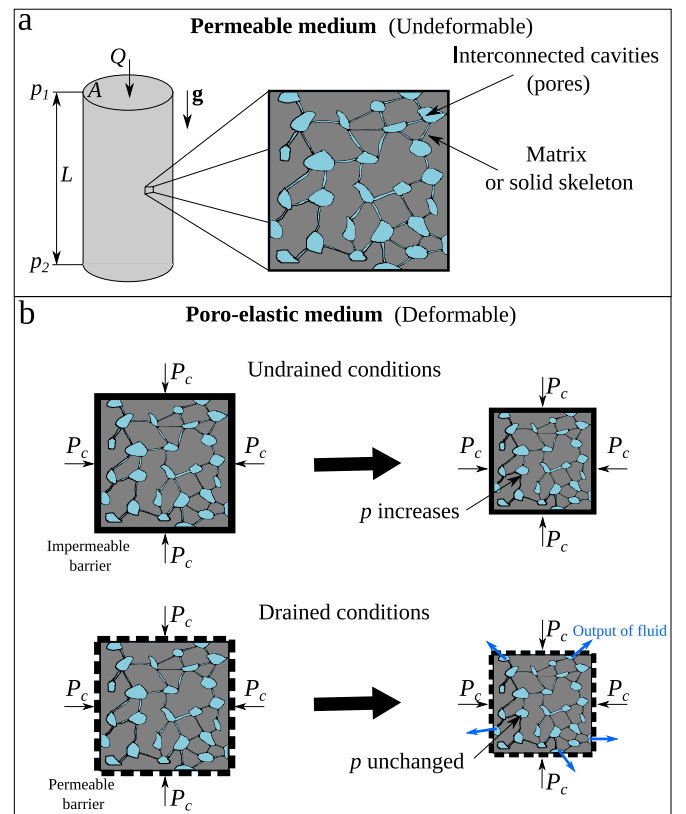 a
Permeable medium (Undeformable)
Q
Interconnected cavities
(pores)
p1
A
g
L
Matrix
or solid skeleton
p2
b
Poro-elastic medium (Deformable)
Undrained conditions
Pc
Pc
Pc
Pc
Pc
Pc
p increases
Impermeable
barrier
Pc
Pc
Drained conditions
Pc
Pc
Output of fluid
Pc
Pc
Pc
Pc
p unchanged
Permeable
barrier
Pc
Pc